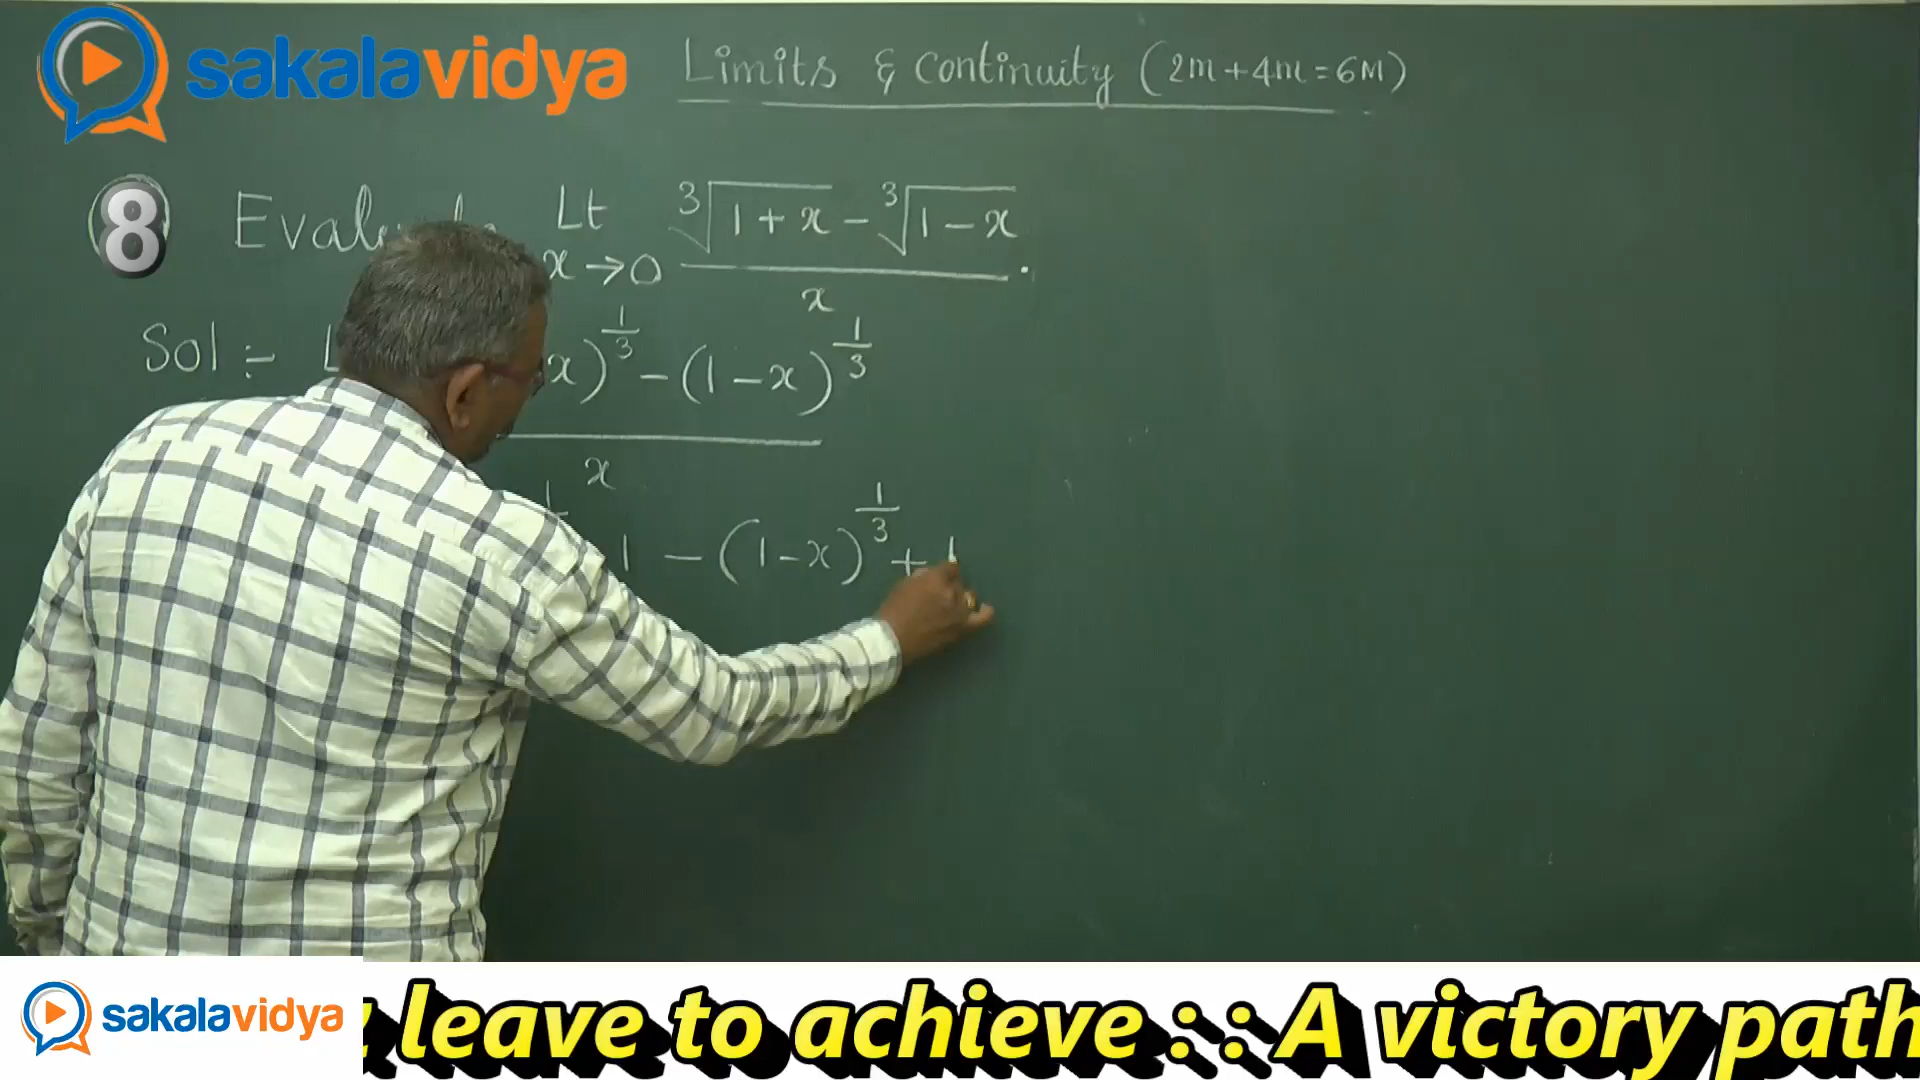 sakalavidya
Limits & continuity (2m+4m=6M)
8 Lt ∛(1+x) − ∛(1−x)
x→0 x .
Sol :- x)^(1/3) − (1−x)^(1/3)
x
1 − (1−x)^(1/3) + 1
sakalavidya leave to achieve : : A victory path